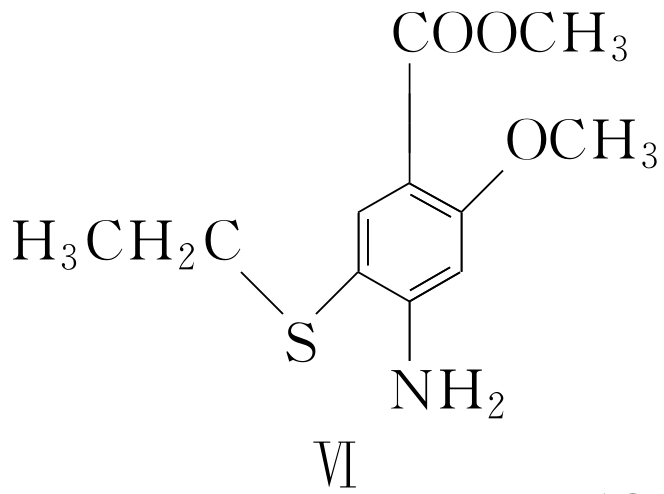 COOCH₃
OCH₃
H₃CH₂C
S
NH₂
Ⅵ